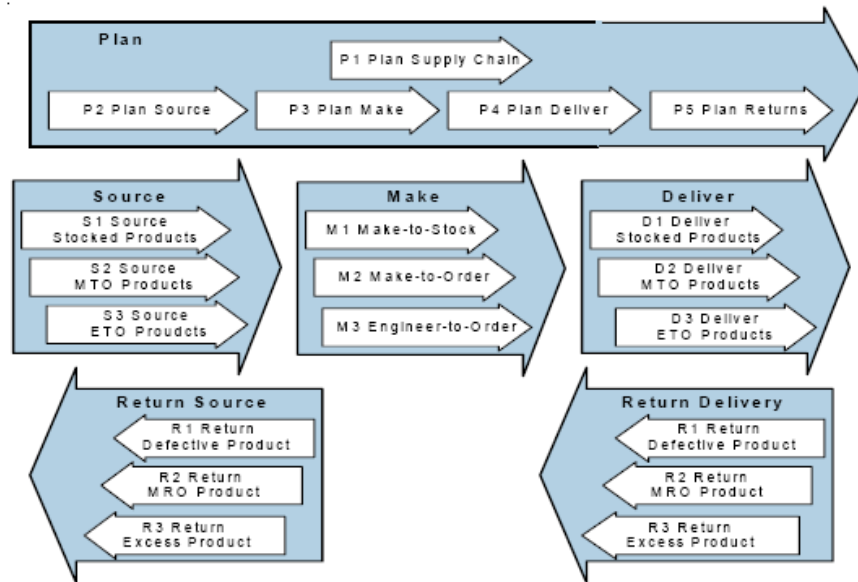 Plan
P1 Plan Supply Chain
P2 Plan Source
P3 Plan Make
P4 Plan Deliver
P5 Plan Returns
Source
S1 Source
Stocked Products
S2 Source
MTO Products
S3 Source
ETO Proudcts
Make
M1 Make-to-Stock
M2 Make-to-Order
M3 Engineer-to-Order
Deliver
D1 Deliver
Stocked Products
D2 Deliver
MTO Products
D3 Deliver
ETO Products
Return Source
R1 Return
Defective Product
R2 Return
MRO Product
R3 Return
Excess Product
Return Delivery
R1 Return
Defective Product
R2 Return
MRO Product
R3 Return
Excess Product